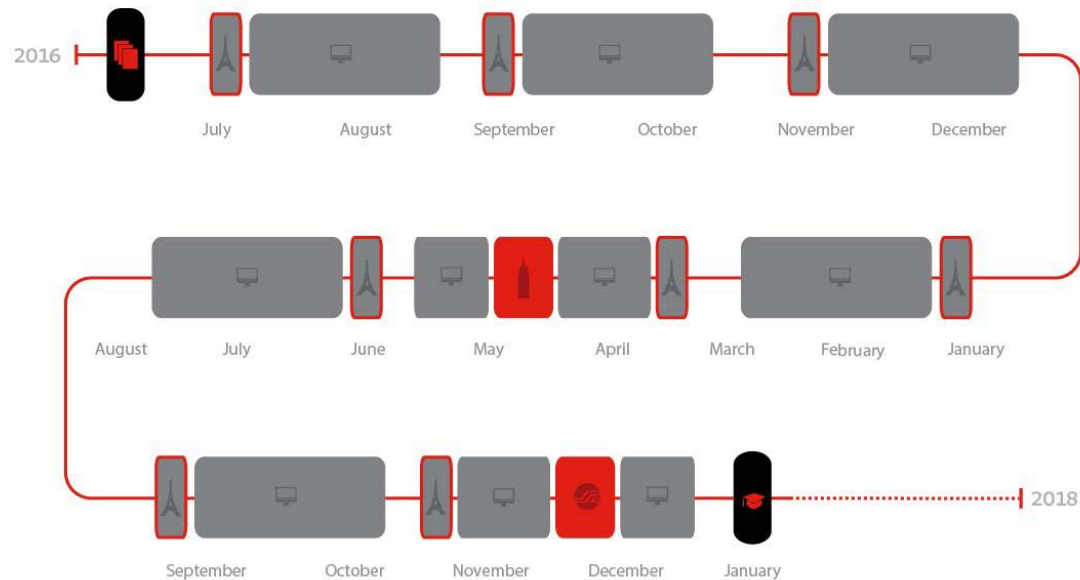 2016
July August September October November December
August July June May April March February January
2018
September October November December January